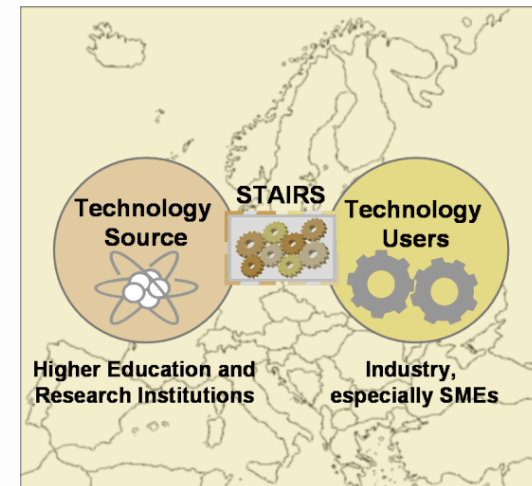 STAIRS
Technology
Source
Technology
Users
Higher Education and
Research Institutions
Industry,
especially SMEs